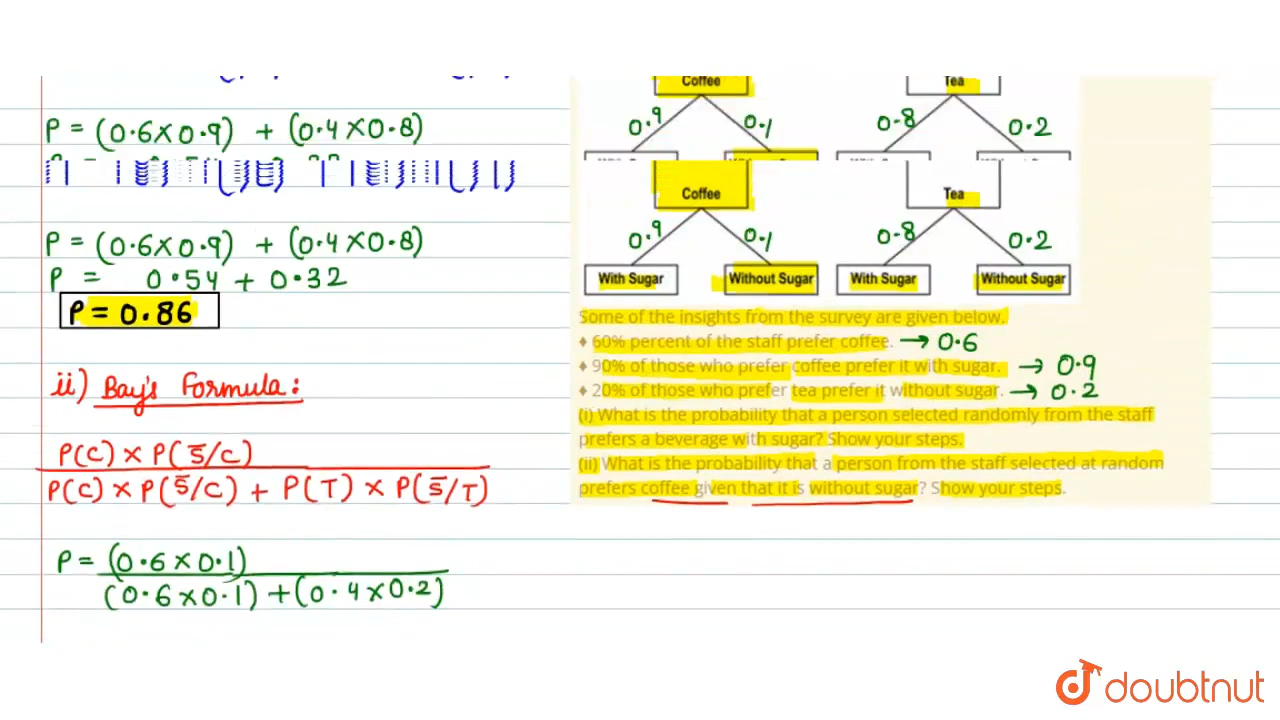 P = (0.6×0.9) + (0.4×0.8)
P = (0.6×0.9) + (0.4×0.8)
P = 0.54 + 0.32
P = 0.86
ii) Bay's Formula:
P(C) × P(S̄/C)
P(C) × P(S̄/C) + P(T) × P(S̄/T)
P = (0.6×0.1)
(0.6×0.1) + (0.4×0.2)
Coffee Tea
0.9 0.1 0.8 0.2
Coffee Tea
0.9 0.1 0.8 0.2
With Sugar Without Sugar With Sugar Without Sugar
Some of the insights from the survey are given below.
♦ 60% percent of the staff prefer coffee. → 0.6
♦ 90% of those who prefer coffee prefer it with sugar. → 0.9
♦ 20% of those who prefer tea prefer it without sugar. → 0.2
(i) What is the probability that a person selected randomly from the staff
prefers a beverage with sugar? Show your steps.
(ii) What is the probability that a person from the staff selected at random
prefers coffee given that it is without sugar? Show your steps.
doubtnut